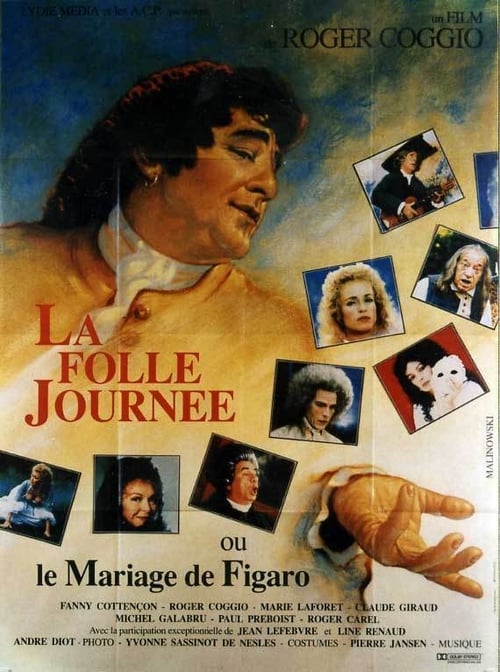 LYDIE MEDIA et les A.C.P. présentent
un FILM
de ROGER COGGIO
LA
FOLLE
JOURNEE
MALINOWSKI
ou
le Mariage de Figaro
FANNY COTTENÇON - ROGER COGGIO - MARIE LAFORET - CLAUDE GIRAUD
MICHEL GALABRU - PAUL PREBOIST - ROGER CAREL
Avec la participation exceptionnelle de JEAN LEFEBVRE et LINE RENAUD
ANDRE DIOT - PHOTO - YVONNE SASSINOT DE NESLES - COSTUMES - PIERRE JANSEN - MUSIQUE
DOLBY STEREO